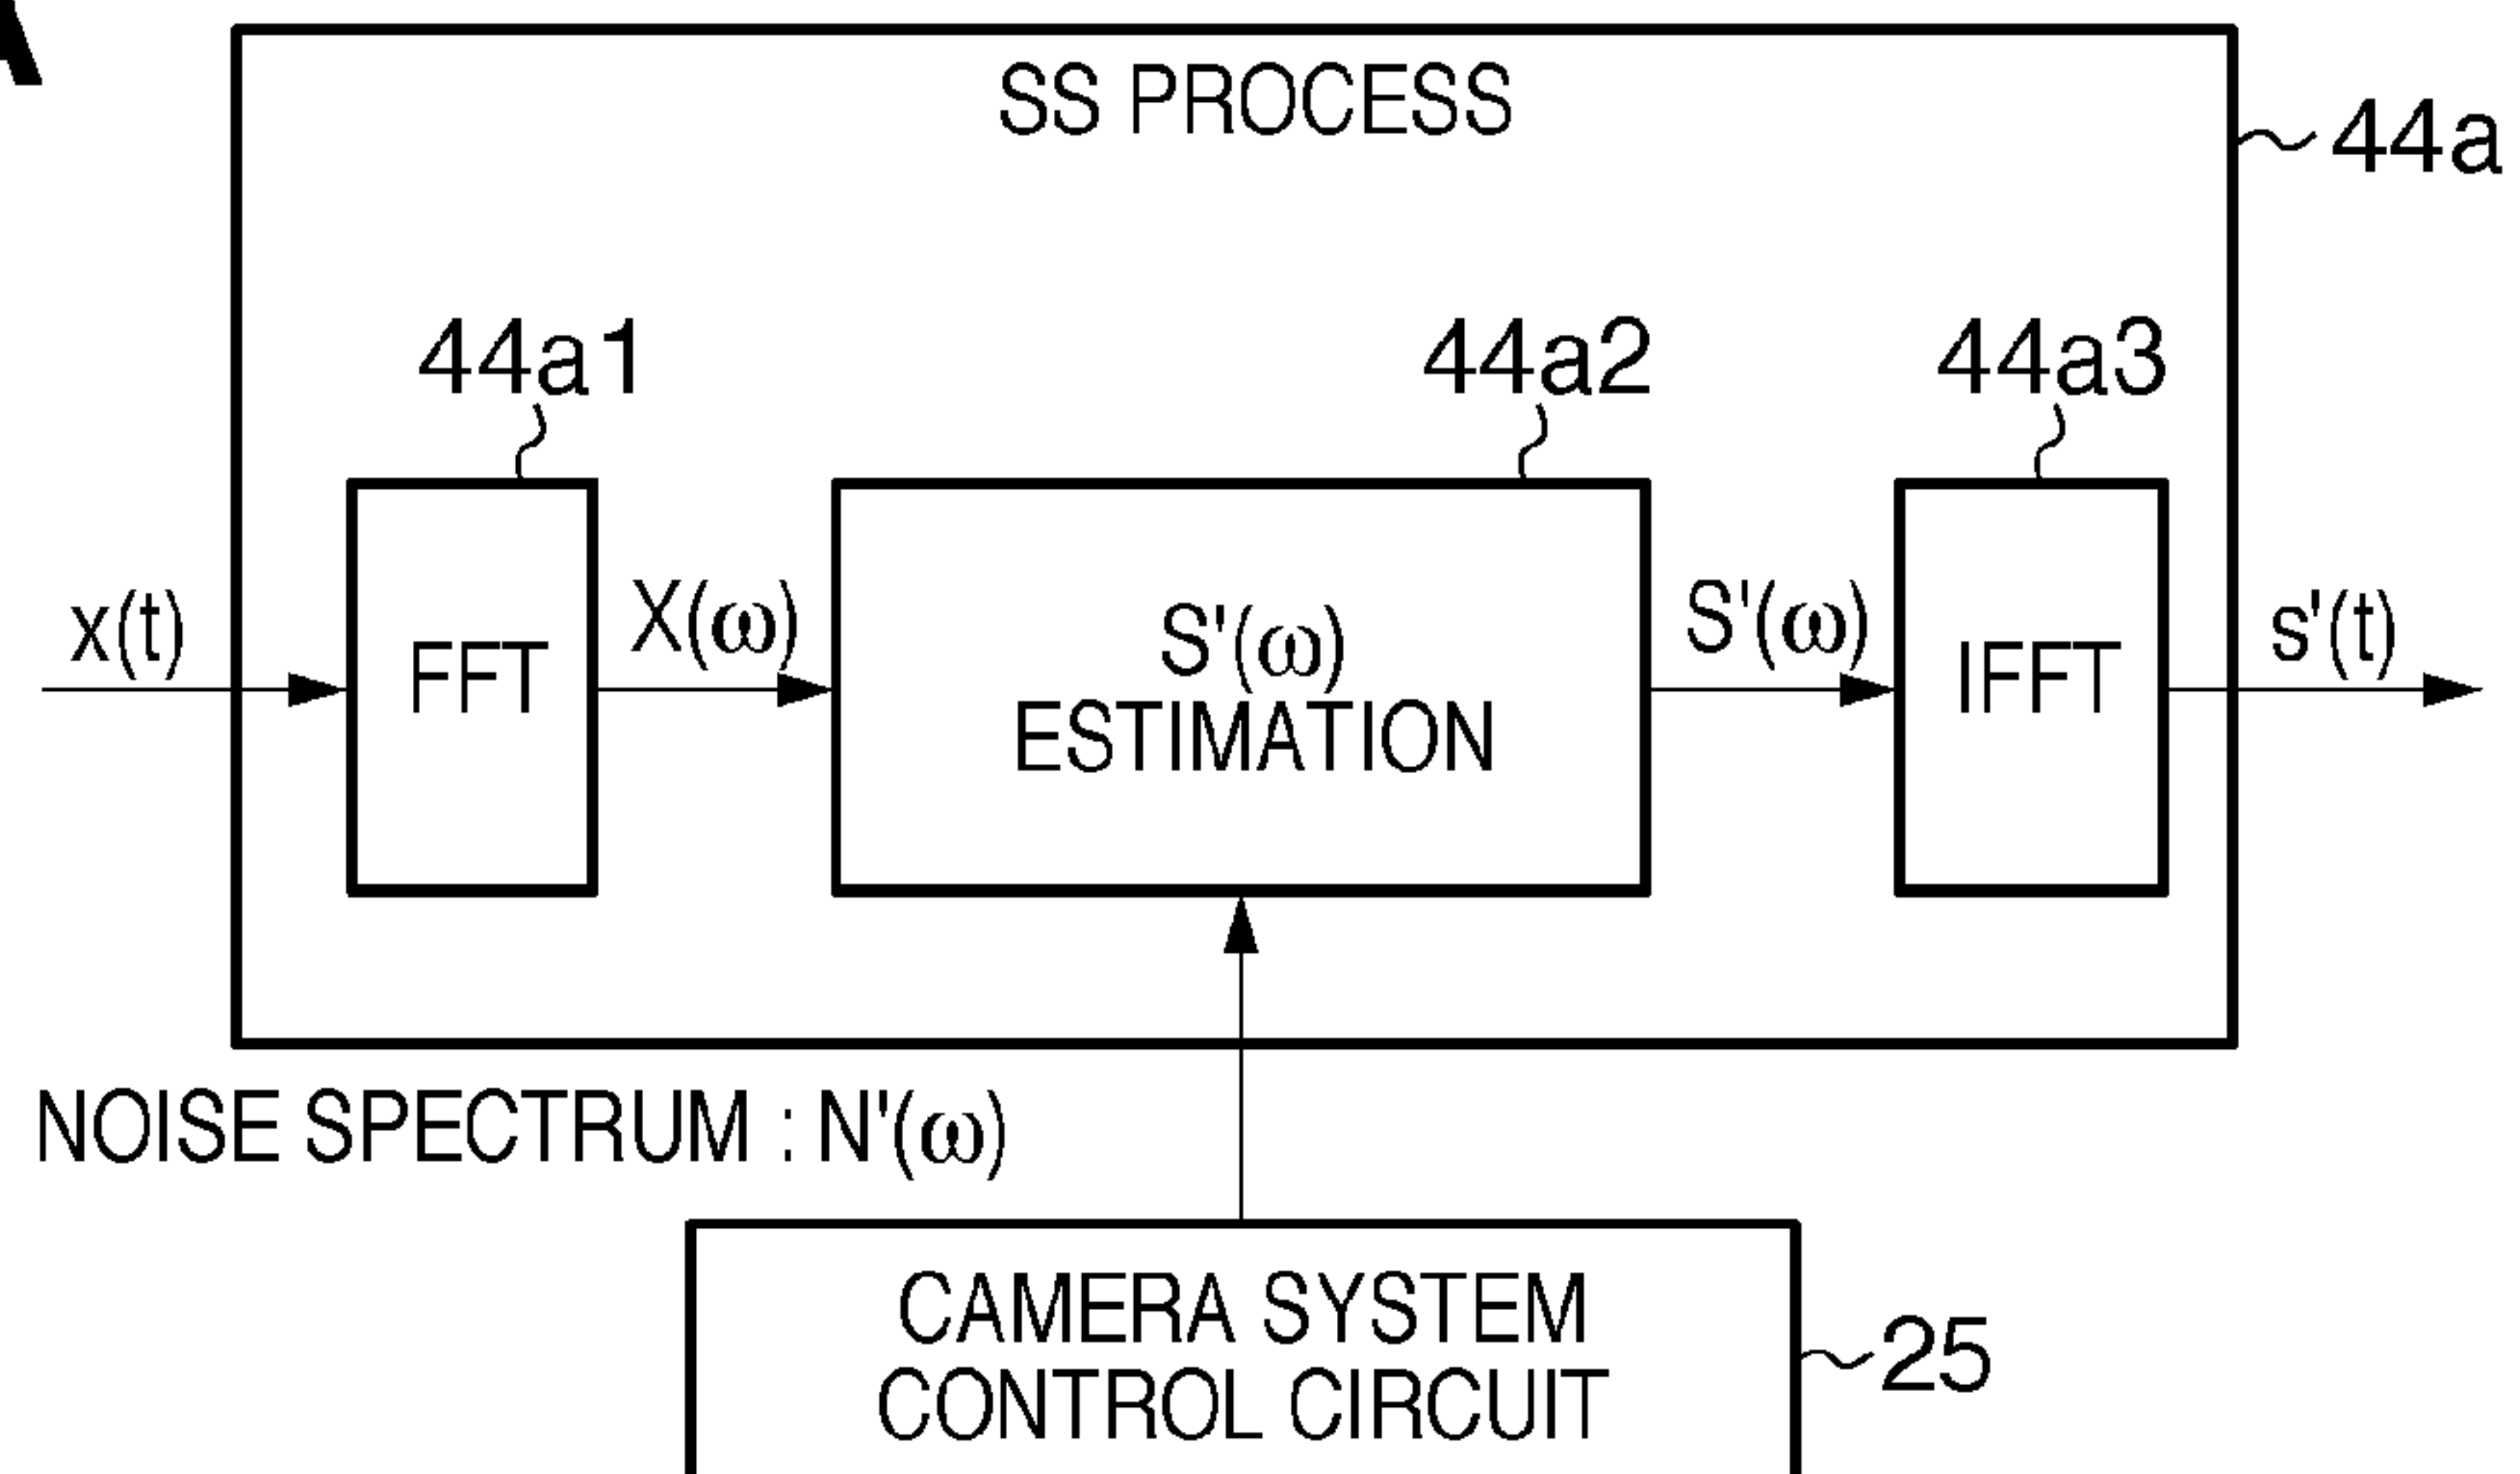 A
SS PROCESS
44a
44a1
44a2
44a3
x(t)
FFT
X(ω)
S'(ω)
ESTIMATION
S'(ω)
IFFT
s'(t)
NOISE SPECTRUM : N'(ω)
CAMERA SYSTEM
CONTROL CIRCUIT
25